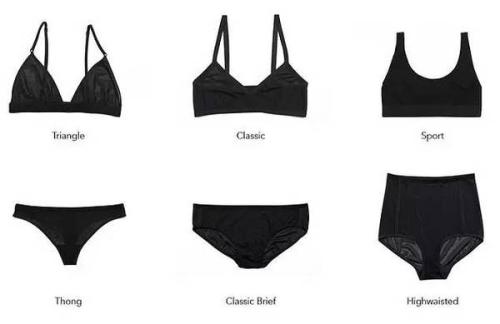 Triangle
Classic
Sport
Thong
Classic Brief
Highwaisted